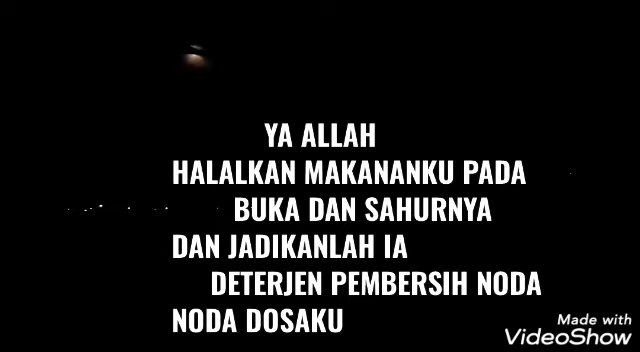 YA ALLAH
HALALKAN MAKANANKU PADA
BUKA DAN SAHURNYA
DAN JADIKANLAH IA
DETERJEN PEMBERSIH NODA
NODA DOSAKU
Made with
VideoShow